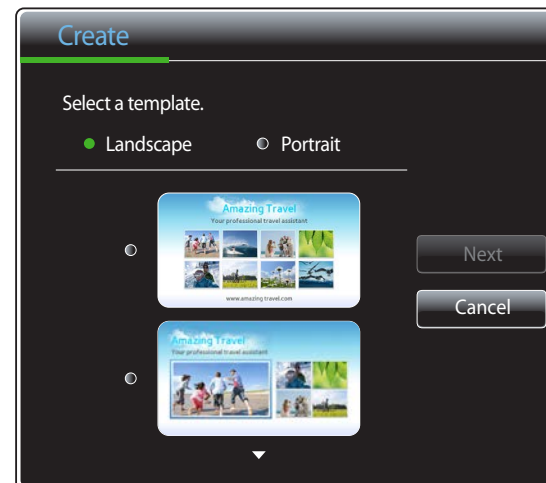 Create
Select a template.
Landscape
Portrait
Amazing Travel
Your professional travel assistant
www.amazing travel.com
Next
Cancel
Amazing Travel
Your professional travel assistant